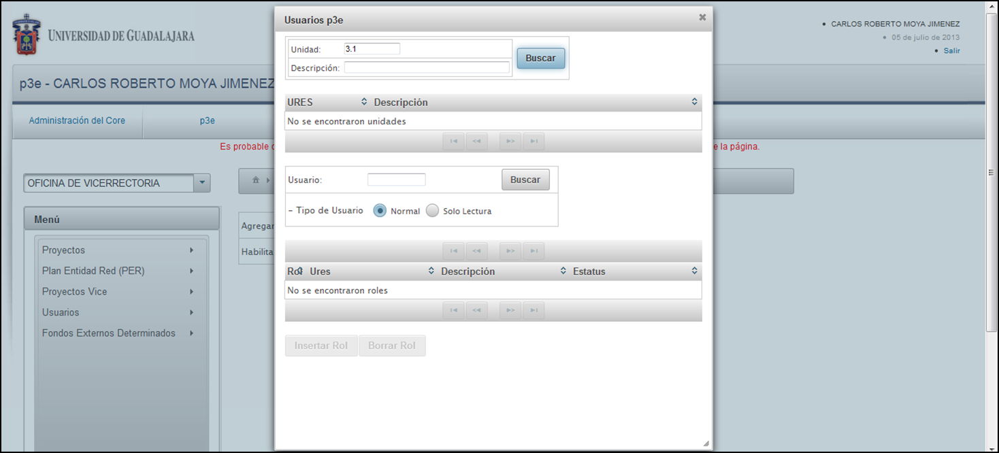 UNIVERSIDAD DE GUADALAJARA
CARLOS ROBERTO MOYA JIMENEZ
05 de julio de 2013
Salir
p3e - CARLOS ROBERTO MOYA JIMENEZ
Administración del Core
p3e
Es probable
e la página.
OFICINA DE VICERRECTORIA
Menú
Proyectos
Plan Entidad Red (PER)
Proyectos Vice
Usuarios
Fondos Externos Determinados
Agregar
Habilita
Usuarios p3e
Unidad: 3.1
Buscar
Descripción:
URES Descripción
No se encontraron unidades
Usuario: Buscar
- Tipo de Usuario Normal Solo Lectura
Rol Ures Descripción Estatus
No se encontraron roles
Insertar Rol Borrar Rol